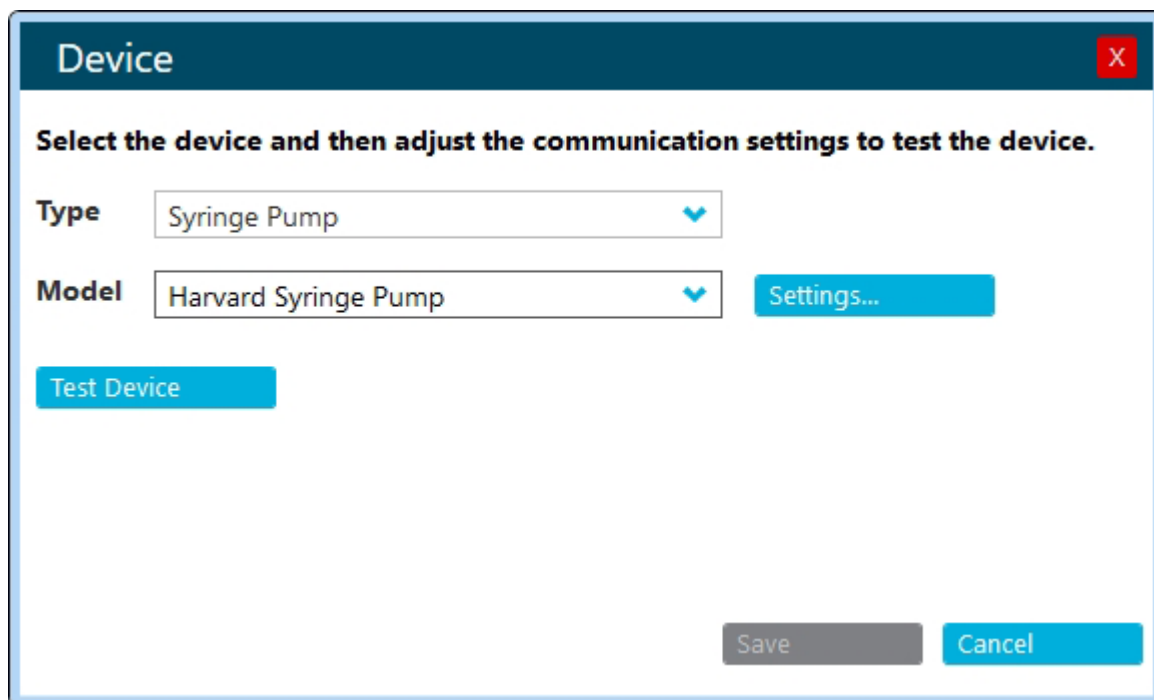 Device
X
Select the device and then adjust the communication settings to test the device.
Type
Syringe Pump
Model
Harvard Syringe Pump
Settings...
Test Device
Save
Cancel